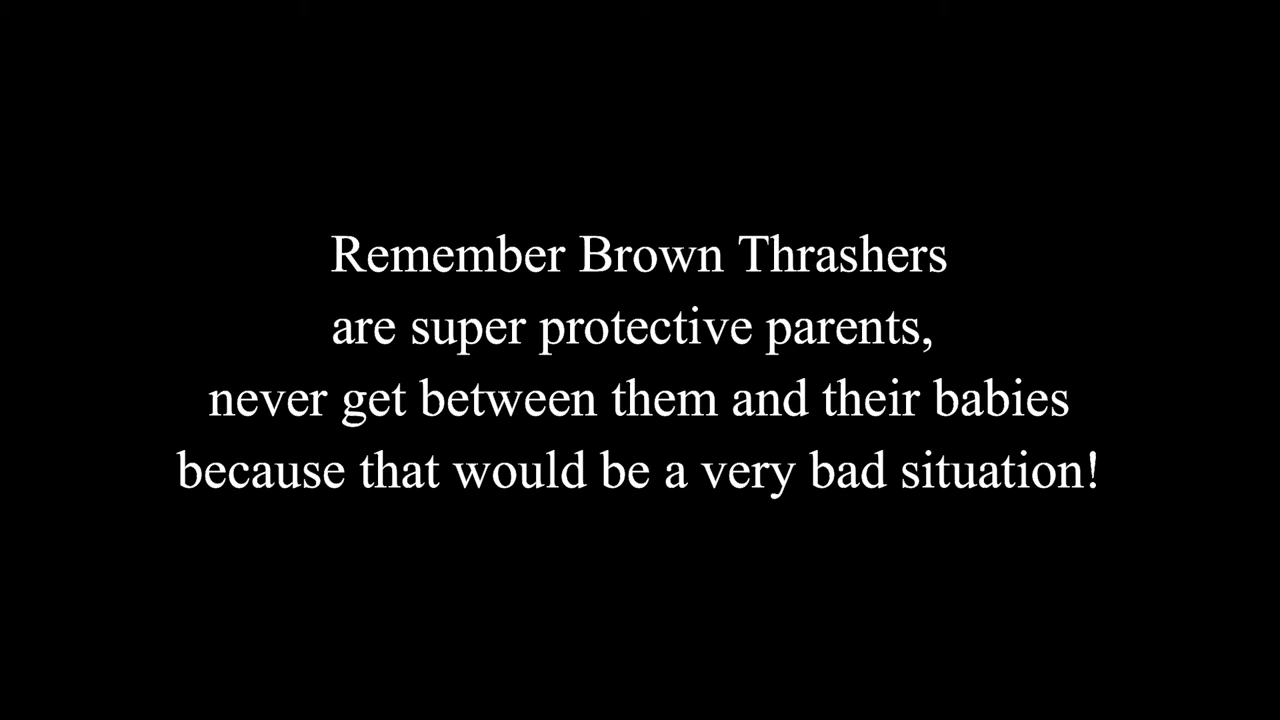 Remember Brown Thrashers
are super protective parents,
never get between them and their babies
because that would be a very bad situation!